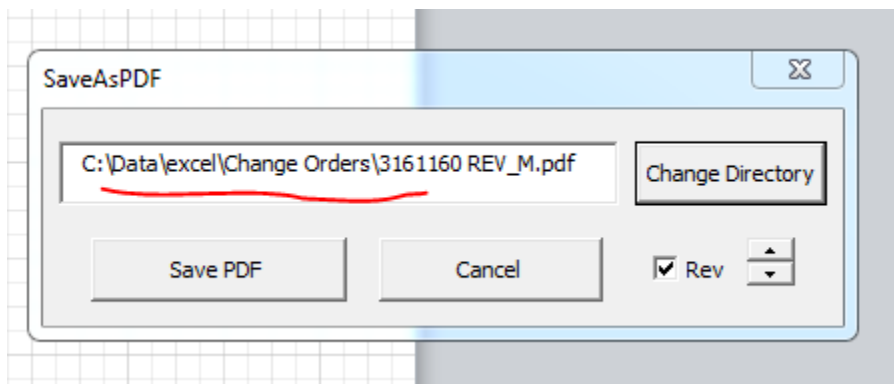 SaveAsPDF
C:\Data\excel\Change Orders\3161160 REV_M.pdf
Change Directory
Save PDF
Cancel
Rev